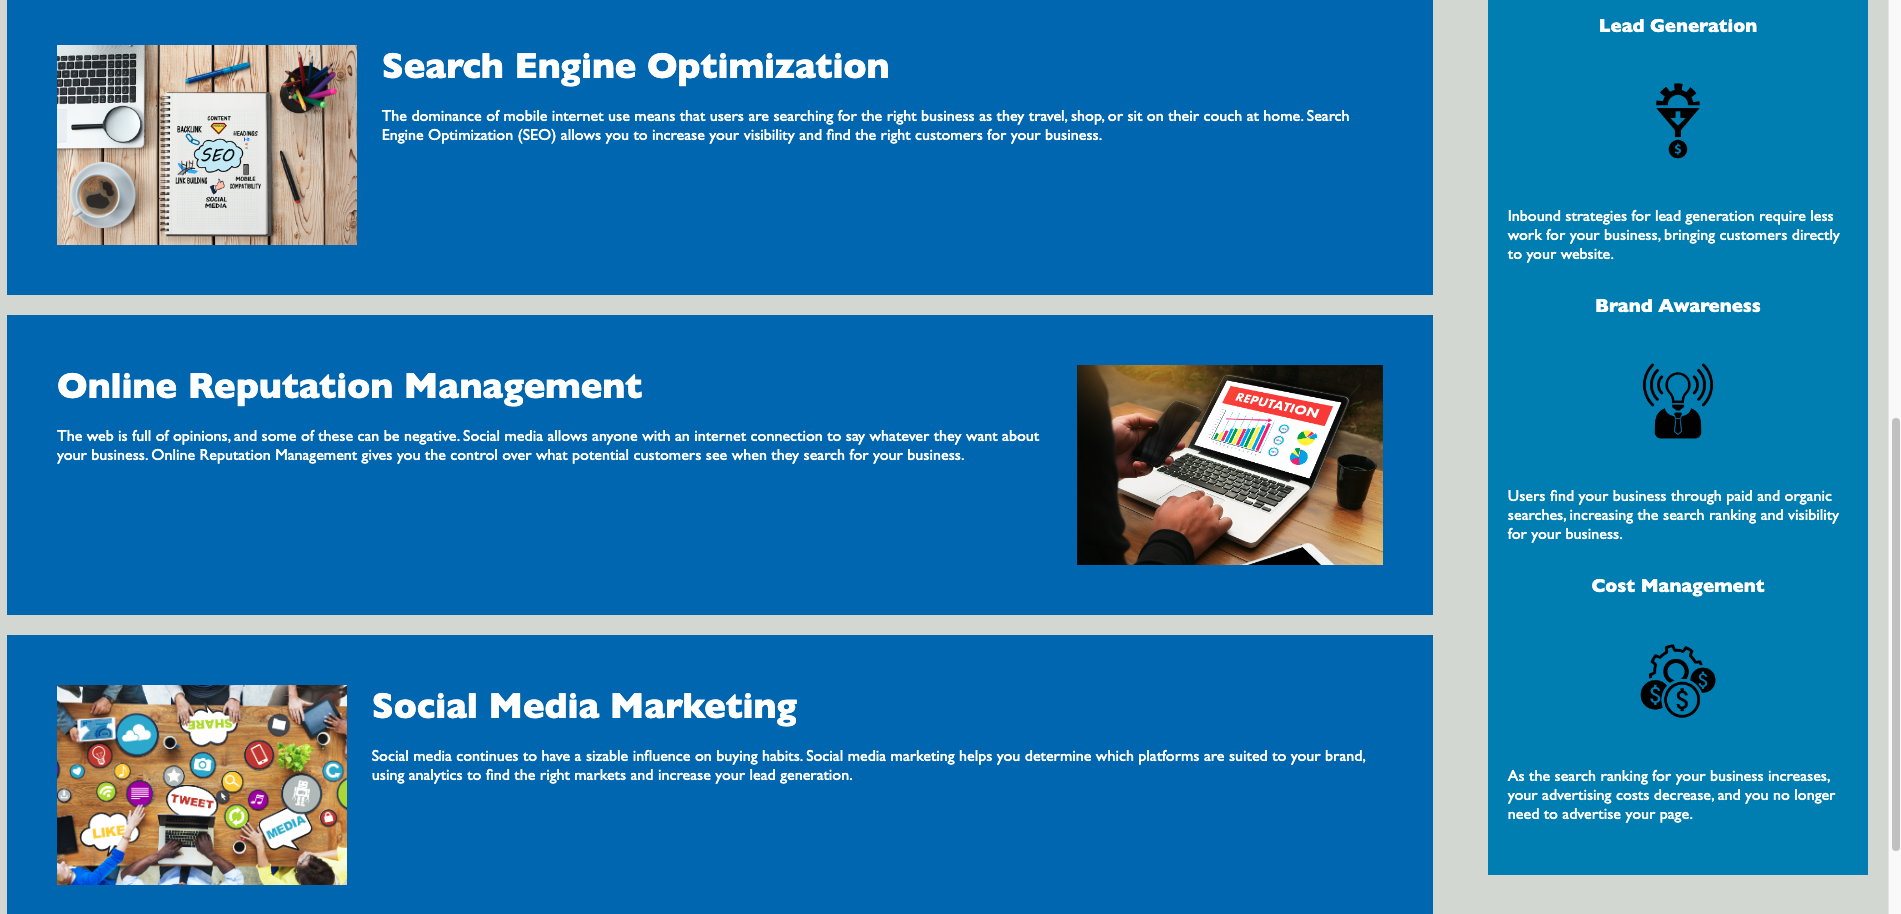 Search Engine Optimization
The dominance of mobile internet use means that users are searching for the right business as they travel, shop, or sit on their couch at home. Search
Engine Optimization (SEO) allows you to increase your visibility and find the right customers for your business.
CONTENT
BACKLINK
HEADINGS
SEO
LINK BUILDING
MOBILE
COMPATIBILITY
SOCIAL
MEDIA
Online Reputation Management
The web is full of opinions, and some of these can be negative. Social media allows anyone with an internet connection to say whatever they want about
your business. Online Reputation Management gives you the control over what potential customers see when they search for your business.
REPUTATION
Social Media Marketing
Social media continues to have a sizable influence on buying habits. Social media marketing helps you determine which platforms are suited to your brand,
using analytics to find the right markets and increase your lead generation.
SHARE
TWEET
LIKE
MEDIA
Lead Generation
$
Inbound strategies for lead generation require less
work for your business, bringing customers directly
to your website.
Brand Awareness
Users find your business through paid and organic
searches, increasing the search ranking and visibility
for your business.
Cost Management
$ $ $
As the search ranking for your business increases,
your advertising costs decrease, and you no longer
need to advertise your page.